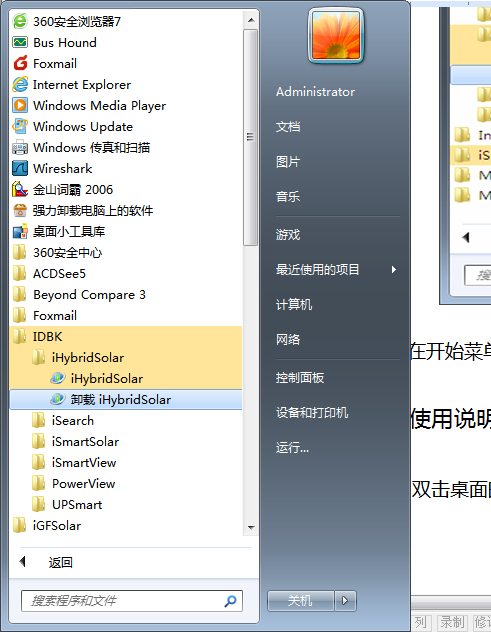 360安全浏览器7
Bus Hound
Foxmail
Internet Explorer
Windows Media Player
Windows Update
Windows 传真和扫描
Wireshark
金山词霸 2006
强力卸载电脑上的软件
桌面小工具库
360安全中心
ACDSee5
Beyond Compare 3
Foxmail
IDBK
iHybridSolar
iHybridSolar
卸载 iHybridSolar
iSearch
iSmartSolar
iSmartView
PowerView
UPSmart
iGFSolar
返回
搜索程序和文件
Administrator
文档
图片
音乐
游戏
最近使用的项目
计算机
网络
控制面板
设备和打印机
运行...
关机
In
iS
M
M
搜
在开始菜单
使用说明
双击桌面
列
录制
修订